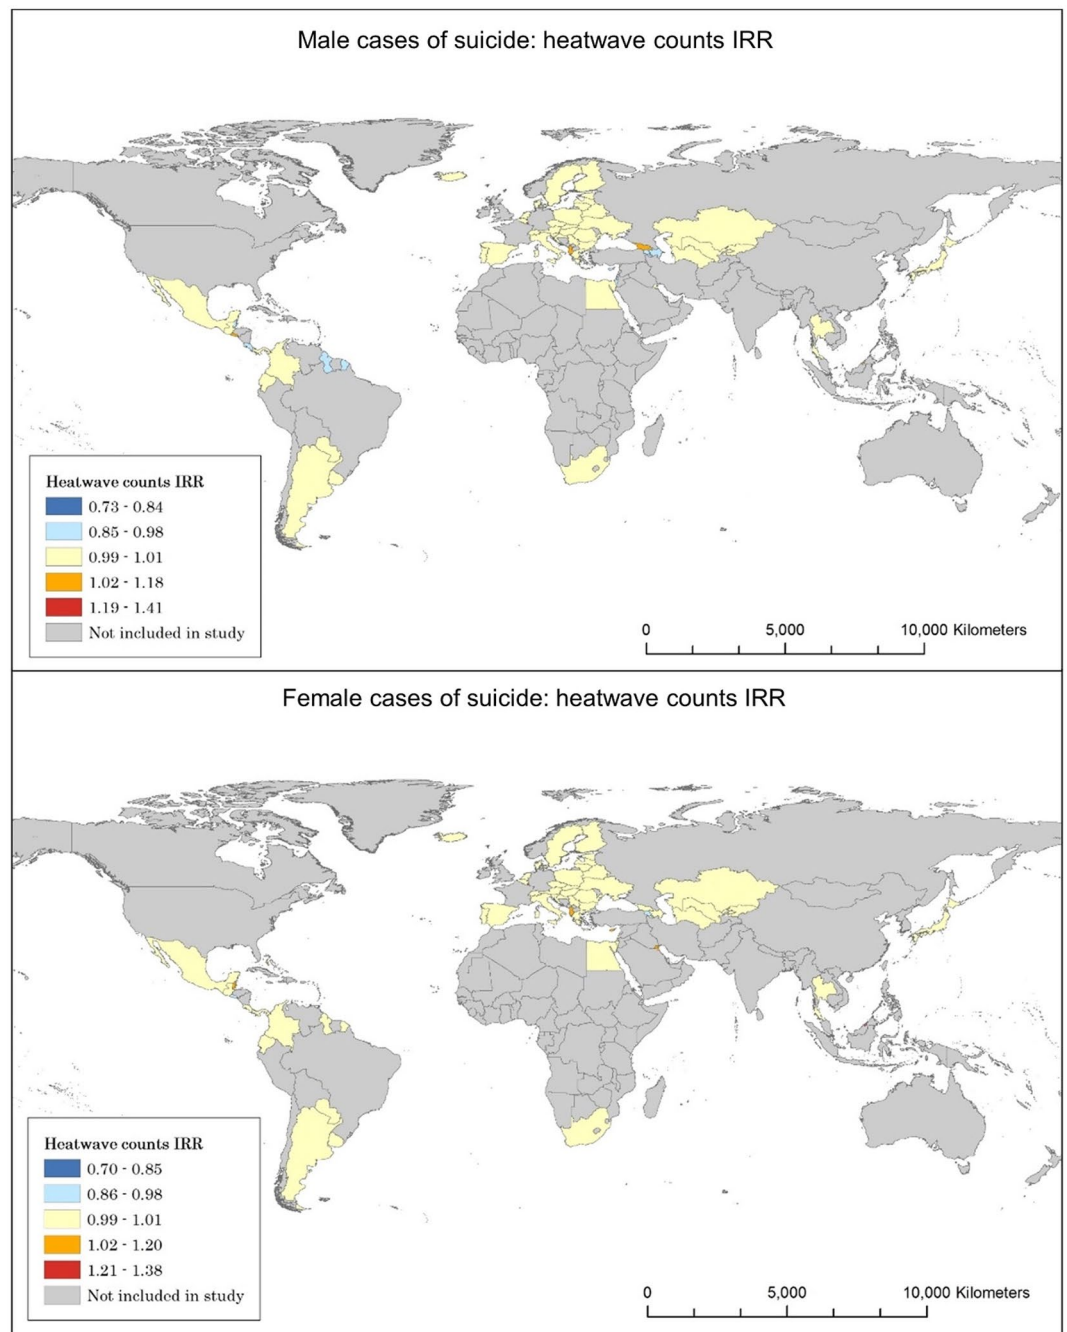 Male cases of suicide: heatwave counts IRR
Heatwave counts IRR
0.73 - 0.84
0.85 - 0.98
0.99 - 1.01
1.02 - 1.18
1.19 - 1.41
Not included in study
0 5,000 10,000 Kilometers
Female cases of suicide: heatwave counts IRR
Heatwave counts IRR
0.70 - 0.85
0.86 - 0.98
0.99 - 1.01
1.02 - 1.20
1.21 - 1.38
Not included in study
0 5,000 10,000 Kilometers